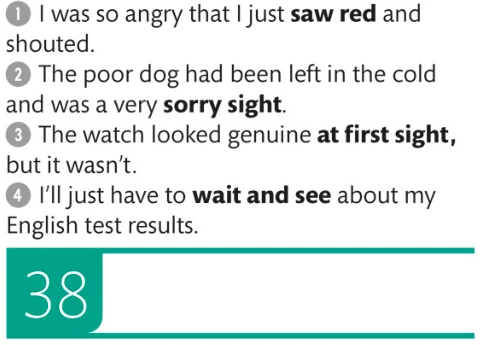 1 I was so angry that I just saw red and
shouted.
2 The poor dog had been left in the cold
and was a very sorry sight.
3 The watch looked genuine at first sight,
but it wasn't.
4 I'll just have to wait and see about my
English test results.
38